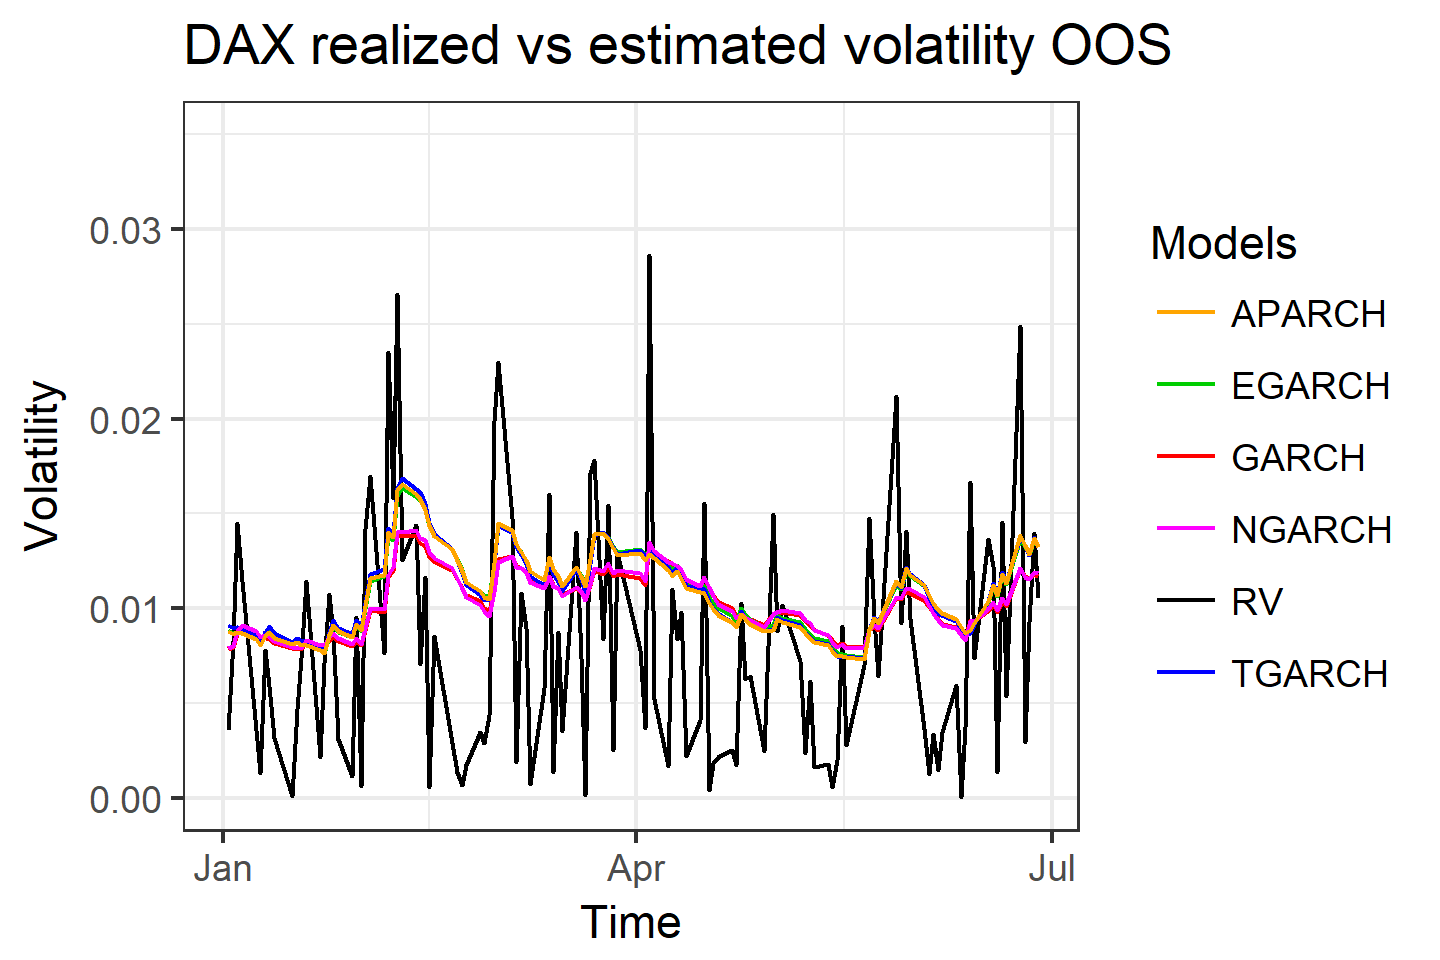 DAX realized vs estimated volatility OOS
Volatility
0.03
0.02
0.01
0.00
Jan
Apr
Jul
Time
Models
APARCH
EGARCH
GARCH
NGARCH
RV
TGARCH